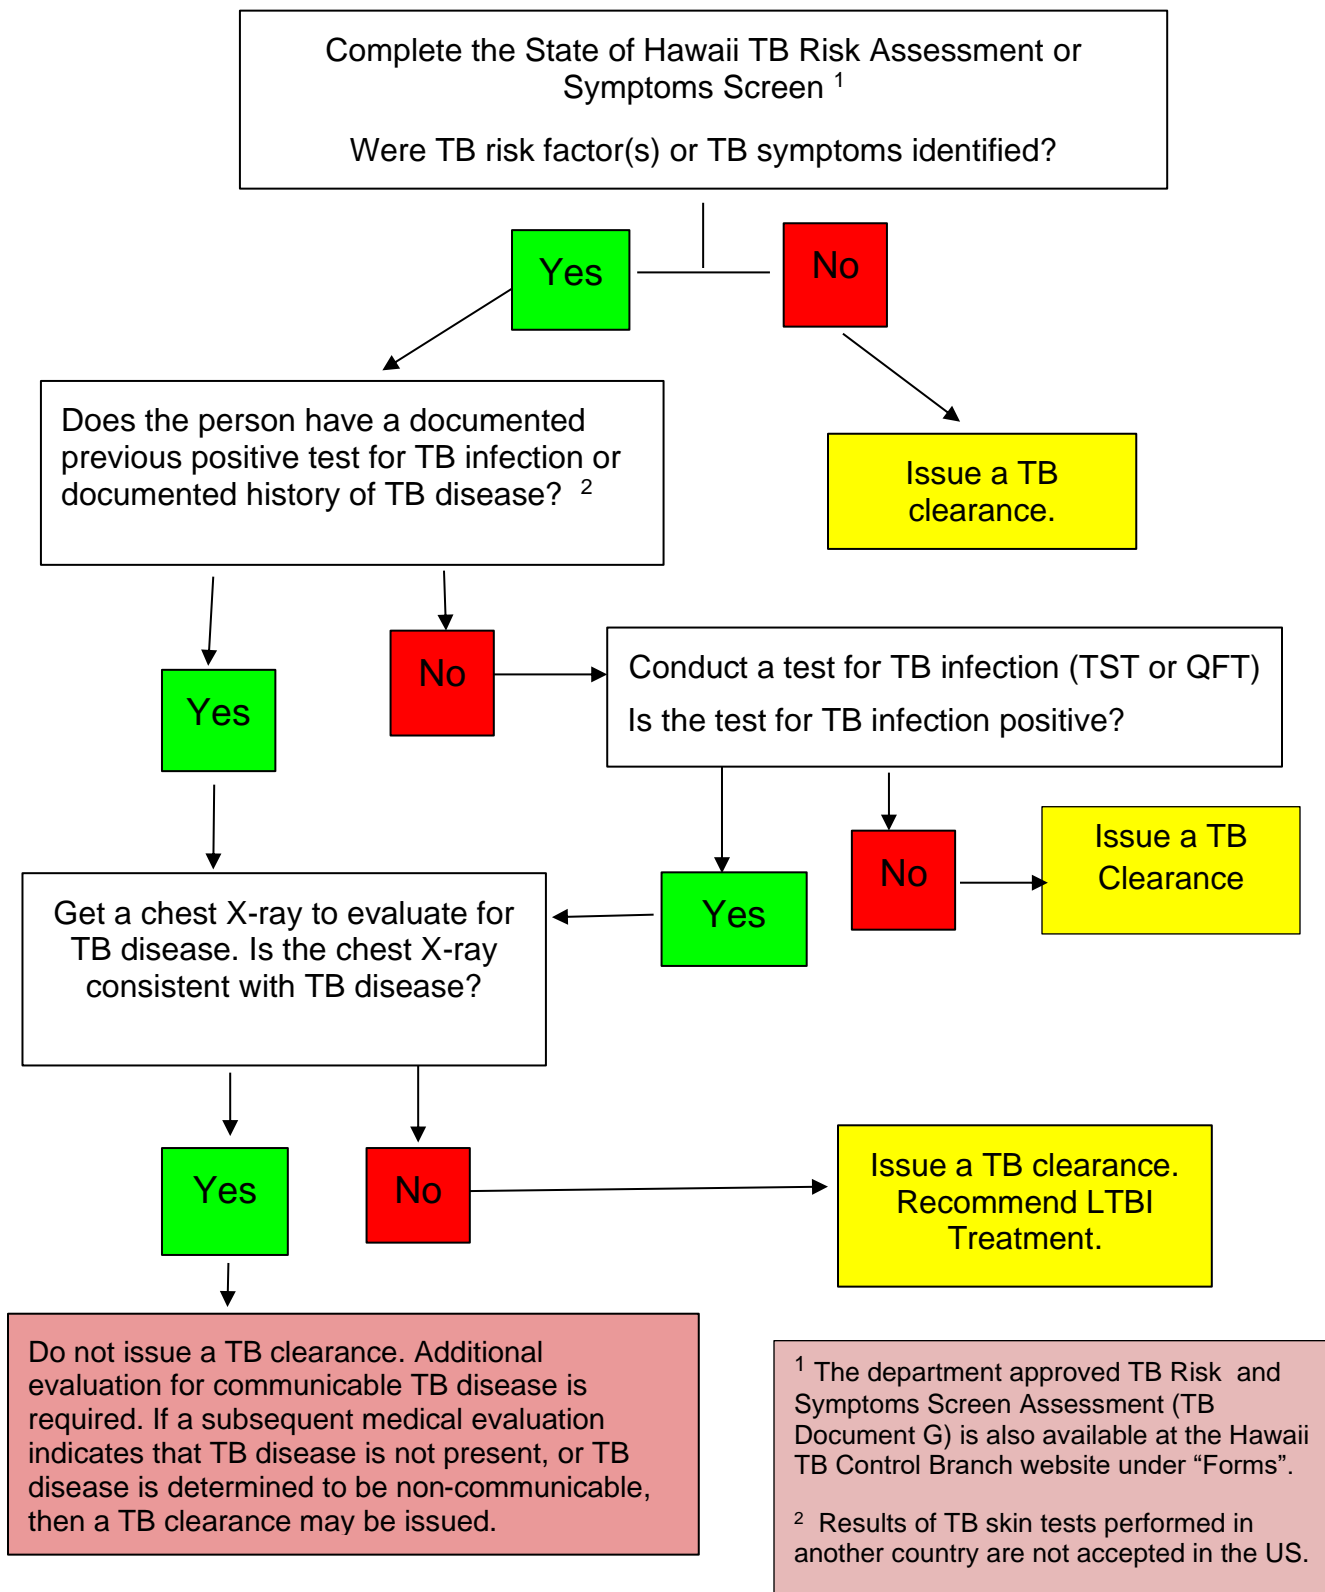 Complete the State of Hawaii TB Risk Assessment or
Symptoms Screen 1
Were TB risk factor(s) or TB symptoms identified?
Yes
No
Does the person have a documented
previous positive test for TB infection or
documented history of TB disease? 2
Issue a TB
clearance.
Yes
No
Conduct a test for TB infection (TST or QFT)
Is the test for TB infection positive?
Yes
No
Issue a TB
Clearance
Get a chest X-ray to evaluate for
TB disease. Is the chest X-ray
consistent with TB disease?
Yes
No
Issue a TB clearance.
Recommend LTBI
Treatment.
Do not issue a TB clearance. Additional
evaluation for communicable TB disease is
required. If a subsequent medical evaluation
indicates that TB disease is not present, or TB
disease is determined to be non-communicable,
then a TB clearance may be issued.
1 The department approved TB Risk and
Symptoms Screen Assessment (TB
Document G) is also available at the Hawaii
TB Control Branch website under “Forms”.
2 Results of TB skin tests performed in
another country are not accepted in the US.